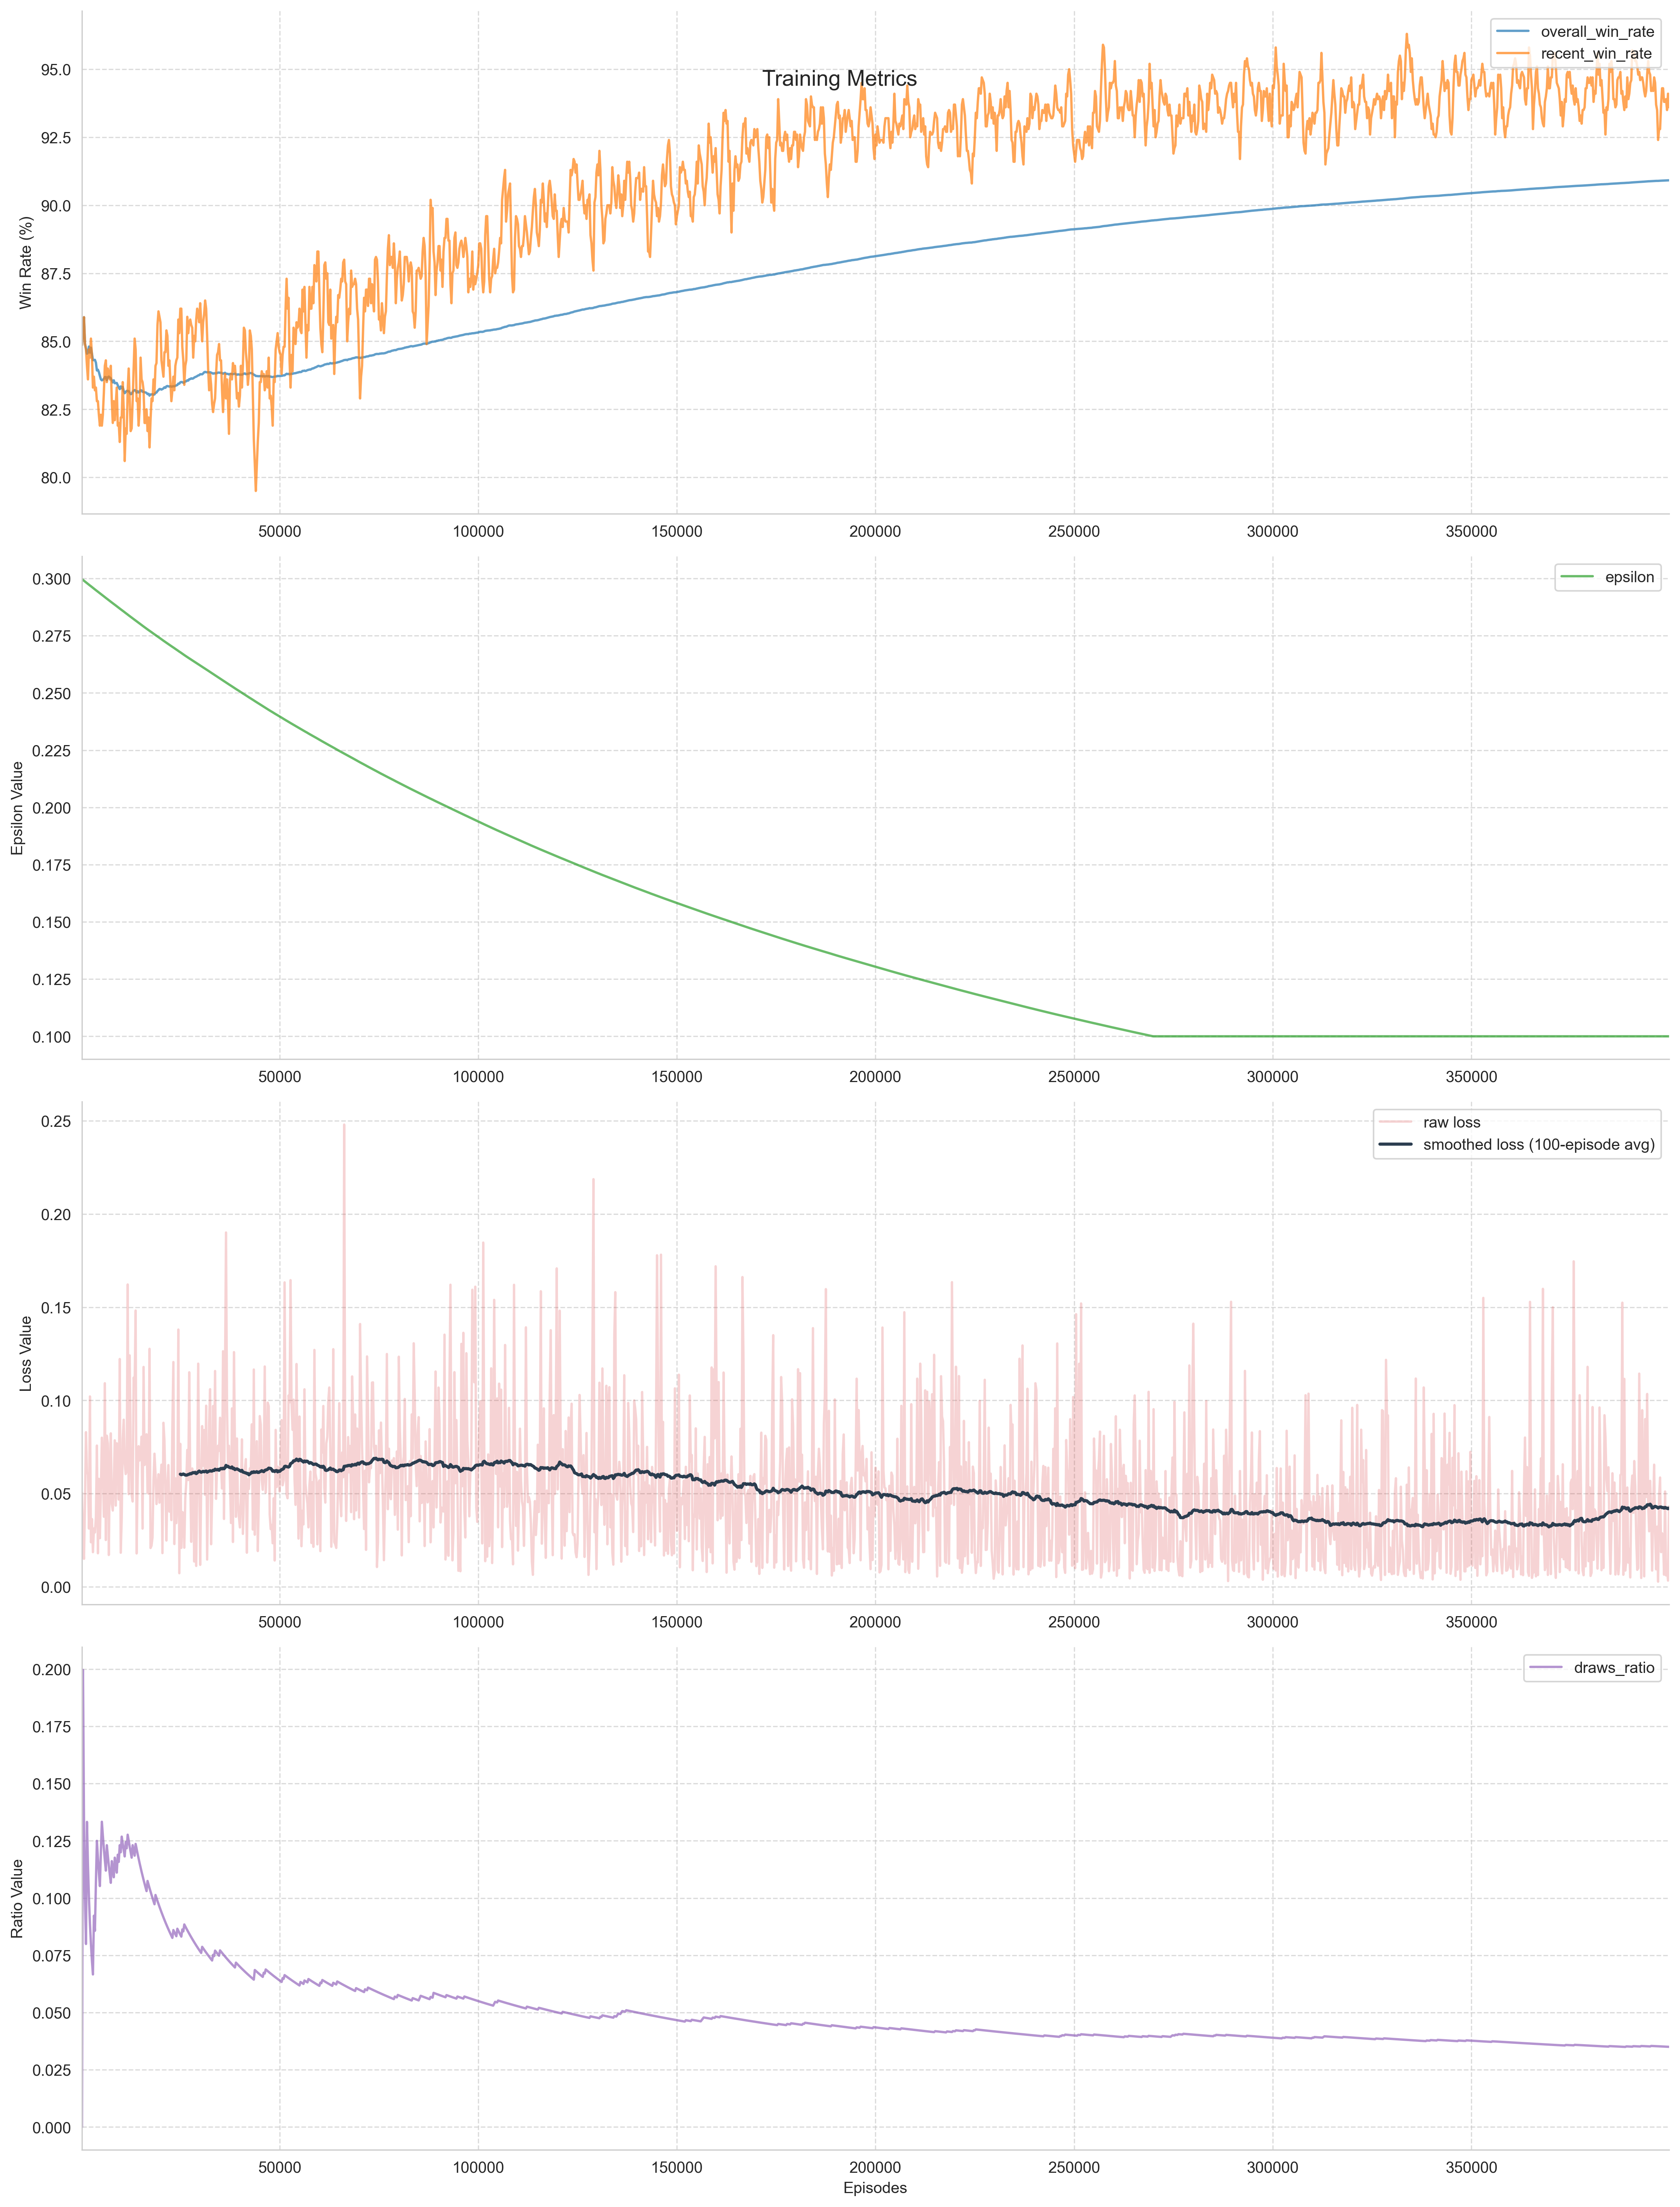 Training Metrics
overall_win_rate
recent_win_rate
Win Rate (%)
95.0
92.5
90.0
87.5
85.0
82.5
80.0
50000 100000 150000 200000 250000 300000 350000
epsilon
Epsilon Value
0.300
0.275
0.250
0.225
0.200
0.175
0.150
0.125
0.100
50000 100000 150000 200000 250000 300000 350000
raw loss
smoothed loss (100-episode avg)
Loss Value
0.25
0.20
0.15
0.10
0.05
0.00
50000 100000 150000 200000 250000 300000 350000
draws_ratio
Ratio Value
0.200
0.175
0.150
0.125
0.100
0.075
0.050
0.025
0.000
50000 100000 150000 200000 250000 300000 350000
Episodes